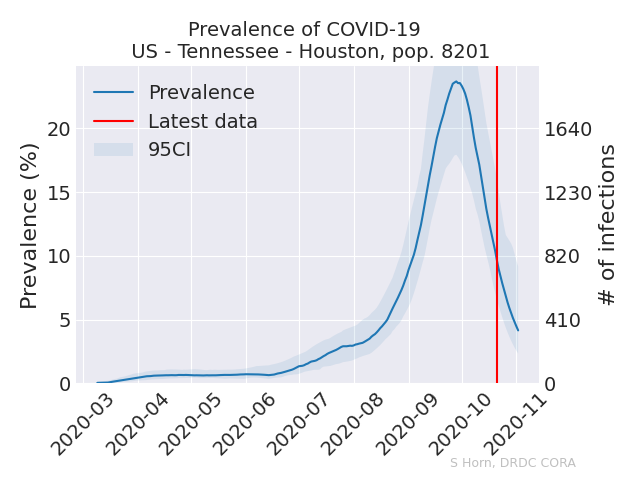 Prevalence of COVID-19
US - Tennessee - Houston, pop. 8201
Prevalence
Latest data
95CI
Prevalence (%)
20
15
10
5
0
1640
1230
820
410
0
# of infections
2020-03
2020-04
2020-05
2020-06
2020-07
2020-08
2020-09
2020-10
2020-11
S Horn, DRDC CORA